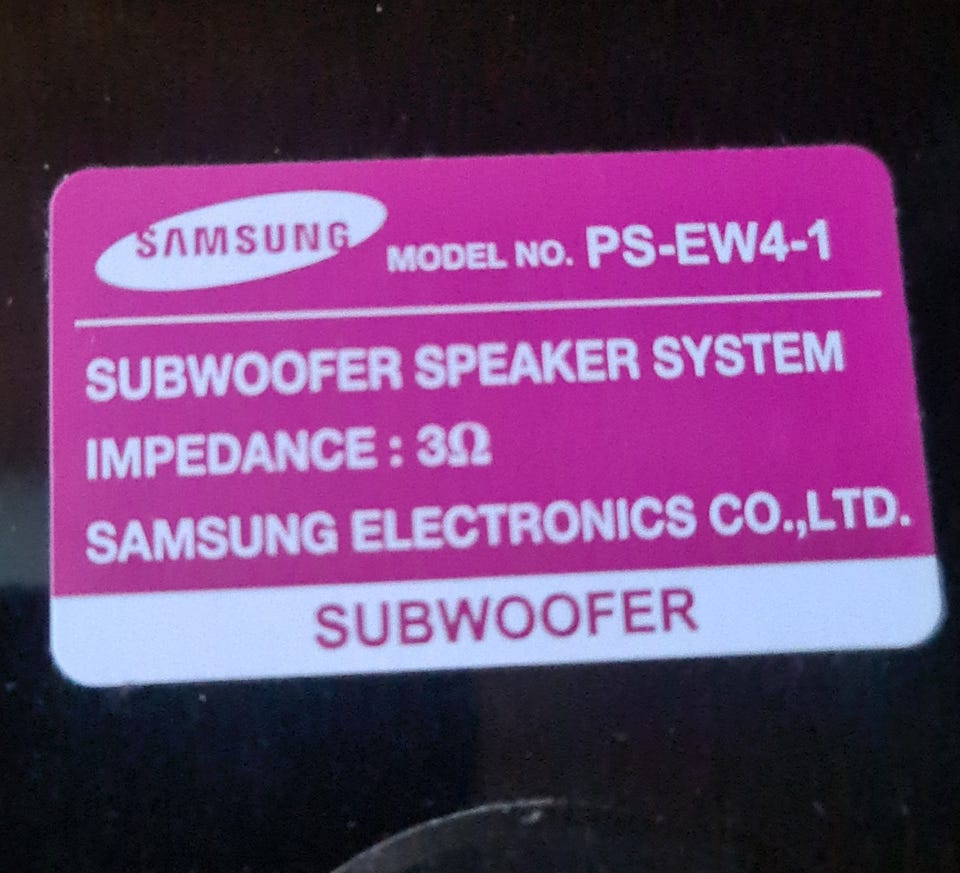 SAMSUNG MODEL NO. PS-EW4-1
SUBWOOFER SPEAKER SYSTEM
IMPEDANCE : 3Ω
SAMSUNG ELECTRONICS CO.,LTD.
SUBWOOFER